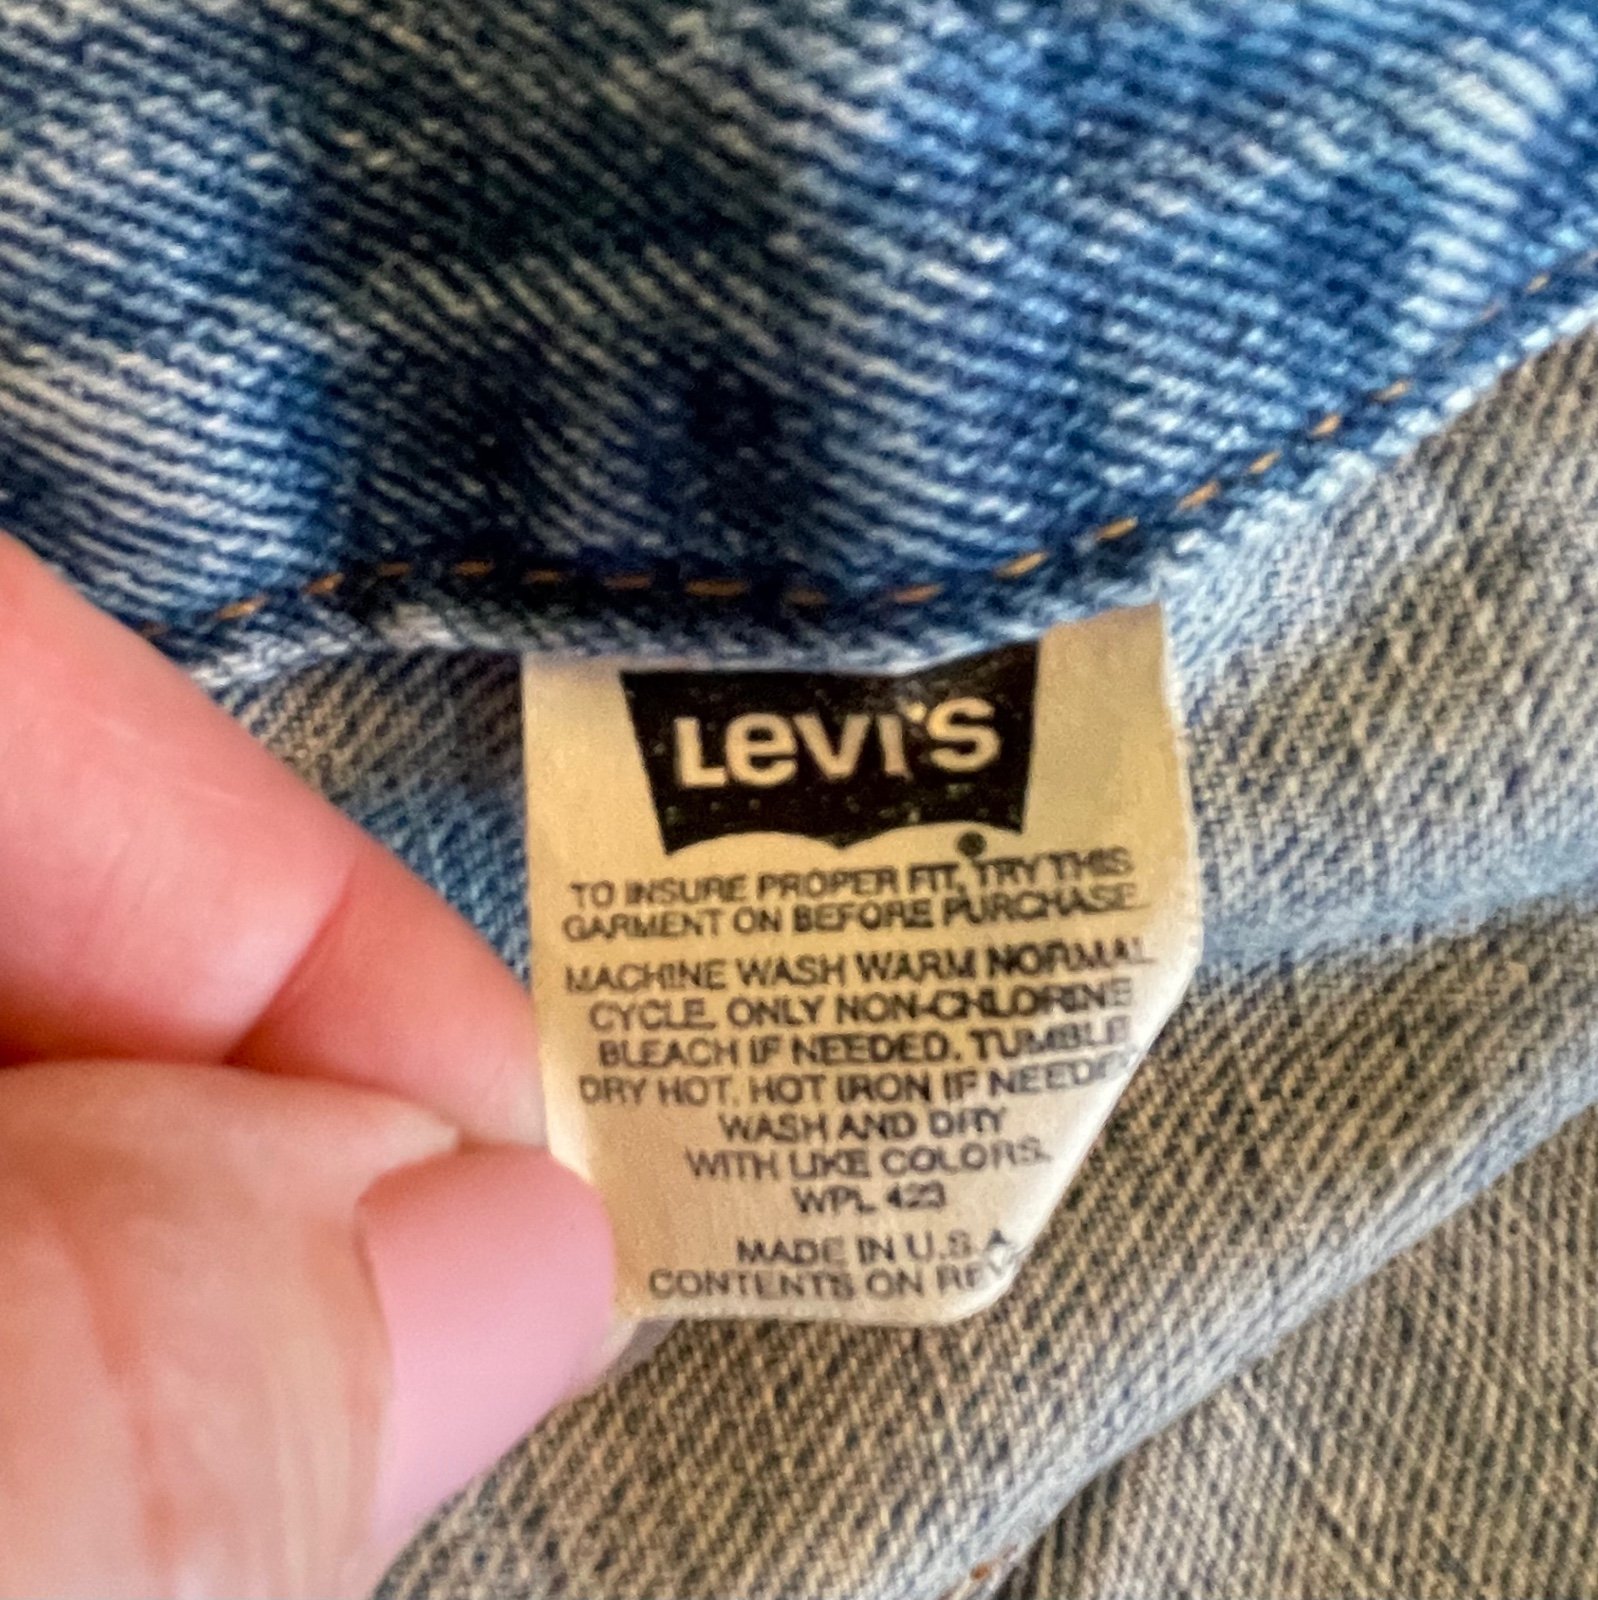 LEVI'S
TO INSURE PROPER FIT, TRY THIS
GARMENT ON BEFORE PURCHASE.
MACHINE WASH WARM NORMAL
CYCLE. ONLY NON-CHLORINE
BLEACH IF NEEDED. TUMBLE
DRY HOT. HOT IRON IF NEEDED
WASH AND DRY
WITH LIKE COLORS.
WPL 423
MADE IN U.S.A.
CONTENTS ON